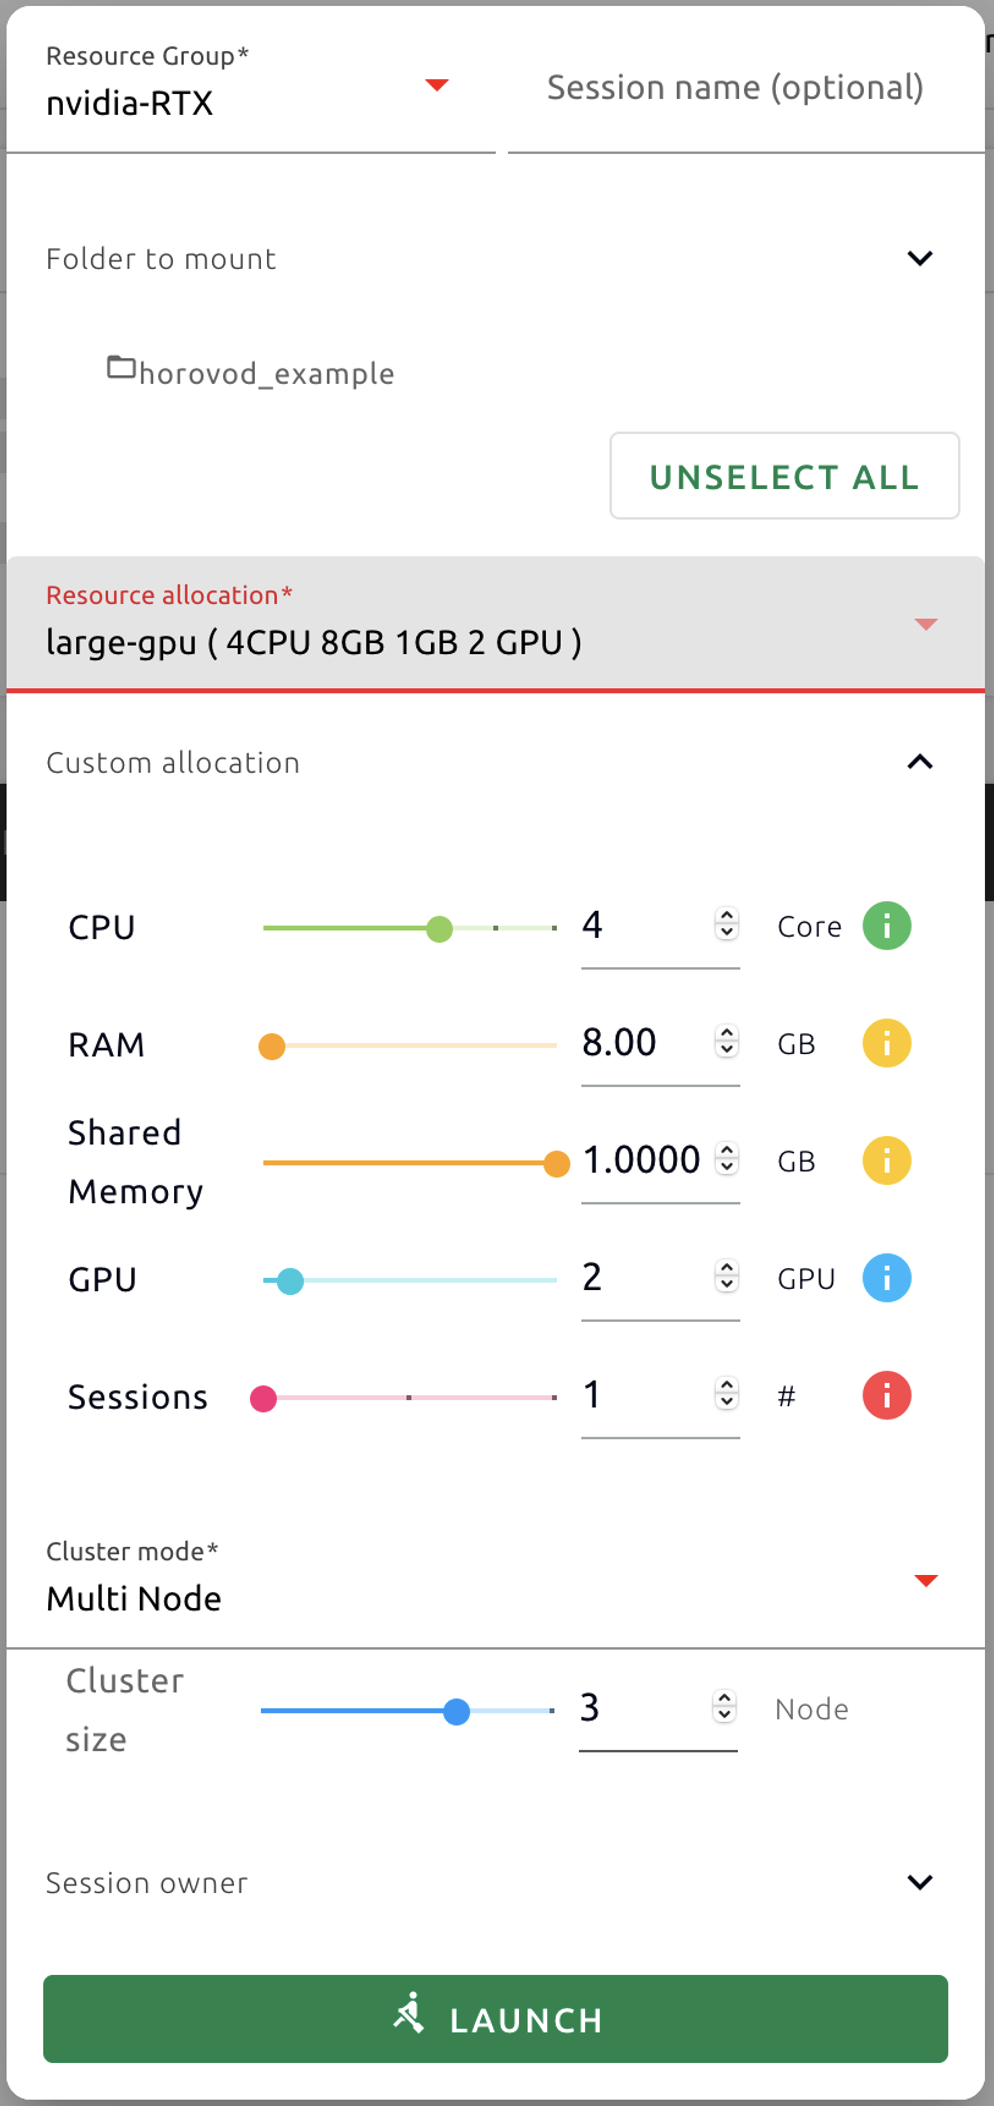 Resource Group*
nvidia-RTX
Session name (optional)
Folder to mount
horovod_example
UNSELECT ALL
Resource allocation*
large-gpu ( 4CPU 8GB 1GB 2 GPU )
Custom allocation
CPU 4 Core i
RAM 8.00 GB i
Shared
Memory
1.0000 GB i
GPU 2 GPU i
Sessions 1 # i
Cluster mode*
Multi Node
Cluster
size
3 Node
Session owner
LAUNCH